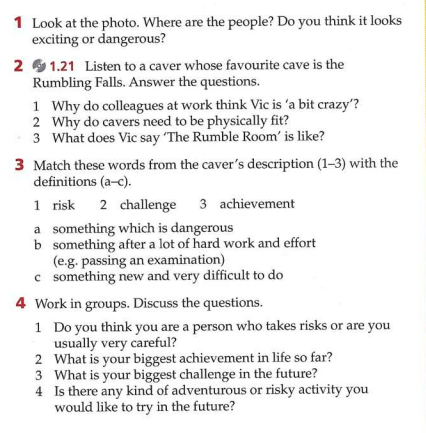 1 Look at the photo. Where are the people? Do you think it looks
exciting or dangerous?
2 1.21 Listen to a caver whose favourite cave is the
Rumbling Falls. Answer the questions.
1 Why do colleagues at work think Vic is ‘a bit crazy’?
2 Why do cavers need to be physically fit?
3 What does Vic say ‘The Rumble Room’ is like?
3 Match these words from the caver’s description (1–3) with the
definitions (a–c).
1 risk 2 challenge 3 achievement
a something which is dangerous
b something after a lot of hard work and effort
(e.g. passing an examination)
c something new and very difficult to do
4 Work in groups. Discuss the questions.
1 Do you think you are a person who takes risks or are you
usually very careful?
2 What is your biggest achievement in life so far?
3 What is your biggest challenge in the future?
4 Is there any kind of adventurous or risky activity you
would like to try in the future?